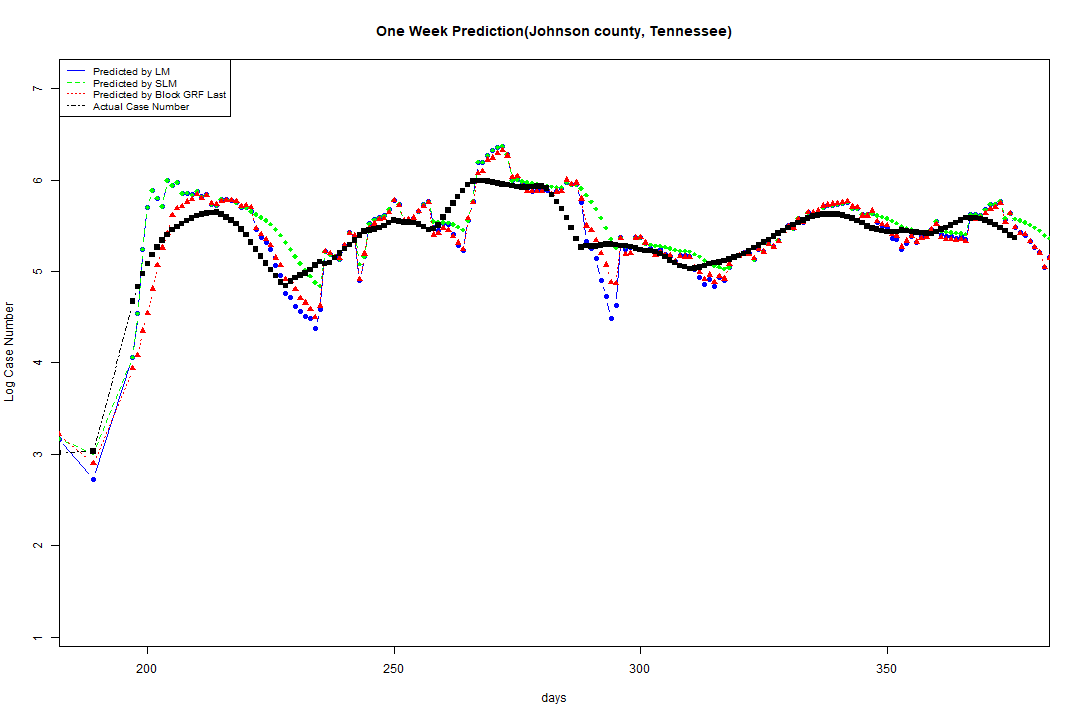 One Week Prediction(Johnson county, Tennessee)
Predicted by LM
Predicted by SLM
Predicted by Block GRF Last
Actual Case Number
7
6
5
4
3
2
1
Log Case Number
200 250 300 350
days